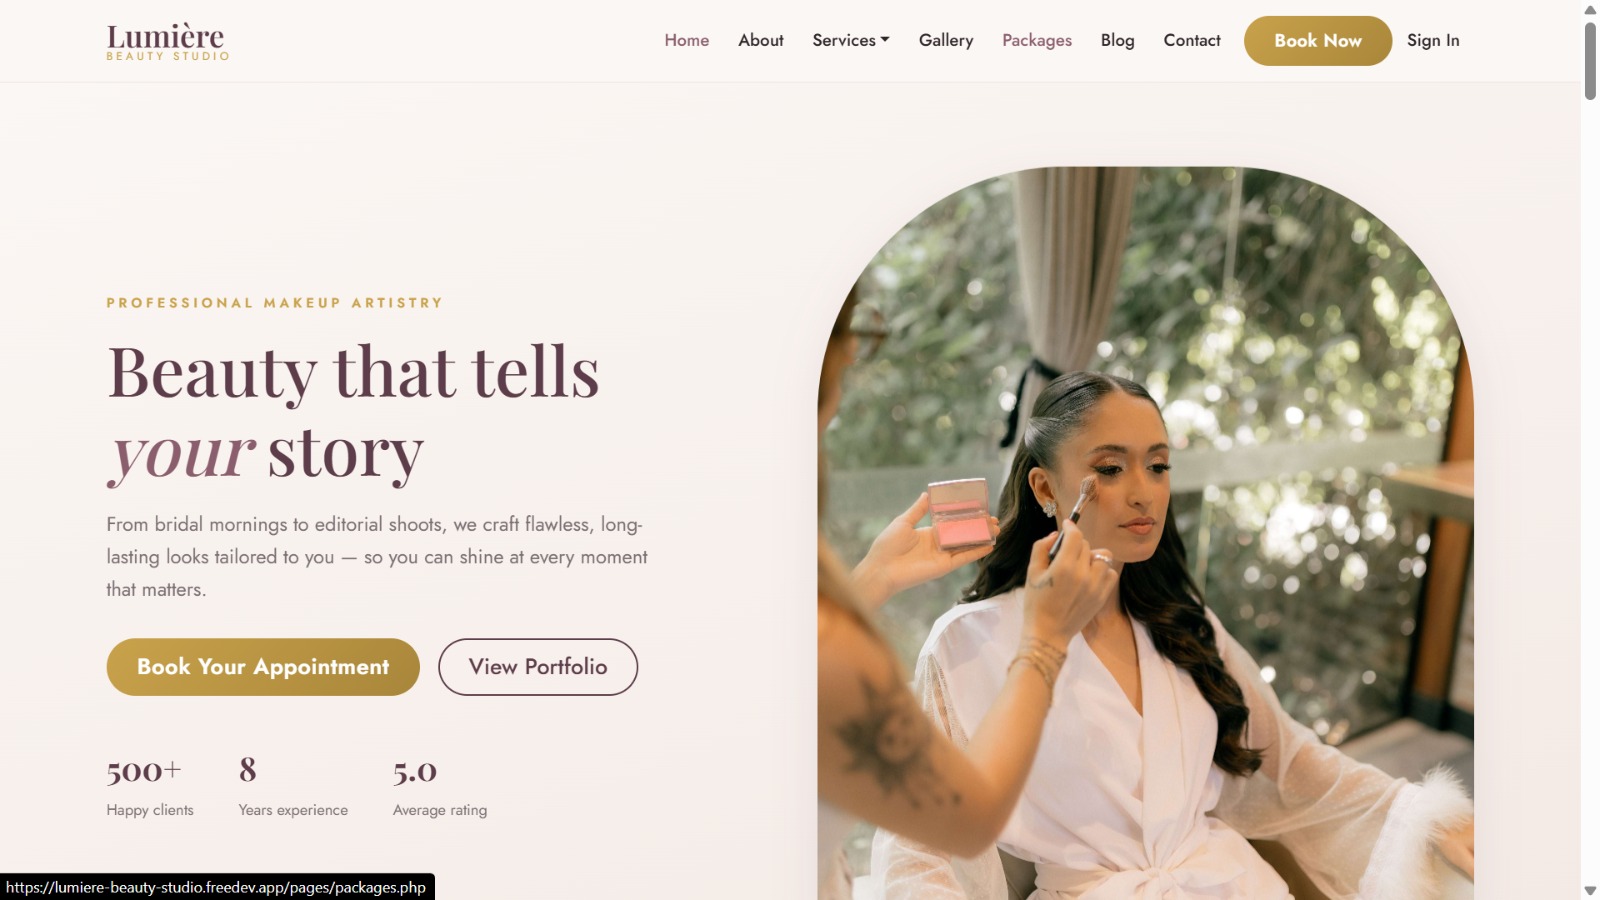 Lumière
BEAUTY STUDIO
Home About Services Gallery Packages Blog Contact Book Now Sign In
PROFESSIONAL MAKEUP ARTISTRY
Beauty that tells
your story
From bridal mornings to editorial shoots, we craft flawless, long-
lasting looks tailored to you — so you can shine at every moment
that matters.
Book Your Appointment View Portfolio
500+ 8 5.0
Happy clients Years experience Average rating
https://lumiere-beauty-studio.freedev.app/pages/packages.php